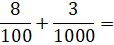 8/100 + 3/1000 =